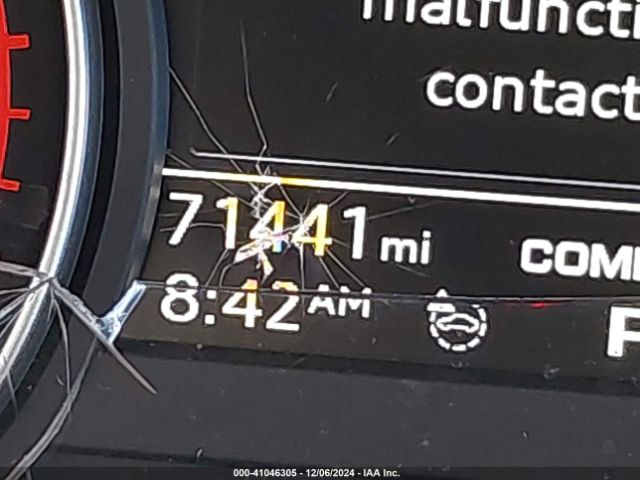 malfuncti
contact
71441 mi
COM
8:42 AM
000-41046305 - 12/06/2024 - IAA Inc.